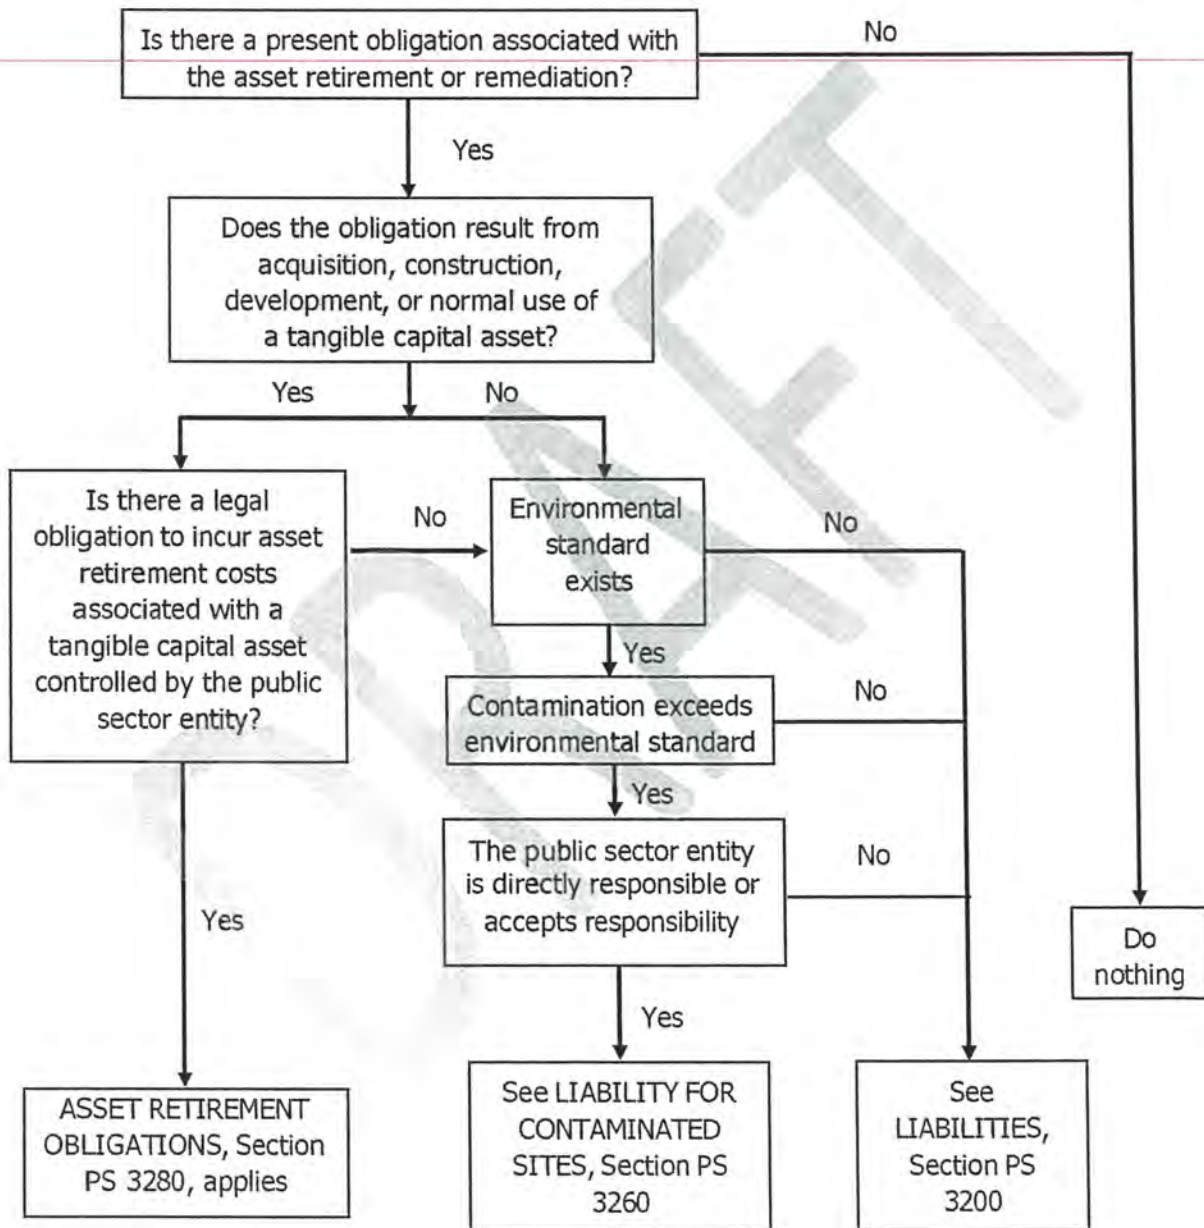 Is there a present obligation associated with
the asset retirement or remediation?
No
Yes
Does the obligation result from
acquisition, construction,
development, or normal use of
a tangible capital asset?
Yes
No
Is there a legal
obligation to incur asset
retirement costs
associated with a
tangible capital asset
controlled by the public
sector entity?
No
Environmental
standard
exists
No
Yes
Contamination exceeds
environmental standard
No
Yes
The public sector entity
is directly responsible or
accepts responsibility
No
Yes
Do
nothing
Yes
ASSET RETIREMENT
OBLIGATIONS, Section
PS 3280, applies
See LIABILITY FOR
CONTAMINATED
SITES, Section PS
3260
See
LIABILITIES,
Section PS
3200
DRAFT